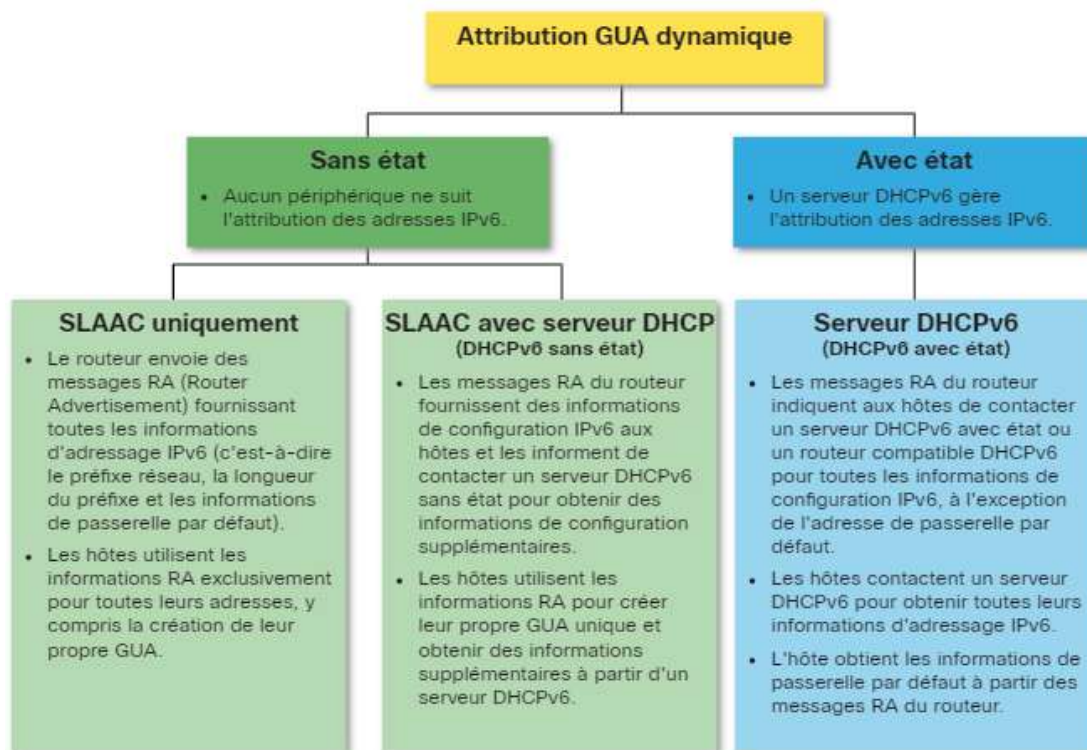 Attribution GUA dynamique
Sans état
• Aucun périphérique ne suit
l'attribution des adresses IPv6.
Avec état
• Un serveur DHCPv6 gère
l'attribution des adresses IPv6.
SLAAC uniquement
• Le routeur envoie des
messages RA (Router
Advertisement) fournissant
toutes les informations
d'adressage IPv6 (c'est-à-dire
le préfixe réseau, la longueur
du préfixe et les informations
de passerelle par défaut).
• Les hôtes utilisent les
informations RA exclusivement
pour toutes leurs adresses, y
compris la création de leur
propre GUA.
SLAAC avec serveur DHCP
(DHCPv6 sans état)
• Les messages RA du routeur
fournissent des informations
de configuration IPv6 aux
hôtes et les informent de
contacter un serveur DHCPv6
sans état pour obtenir des
informations de configuration
supplémentaires.
• Les hôtes utilisent les
informations RA pour créer
leur propre GUA unique et
obtenir des informations
supplémentaires à partir d'un
serveur DHCPv6.
Serveur DHCPv6
(DHCPv6 avec état)
• Les messages RA du routeur
indiquent aux hôtes de contacter
un serveur DHCPv6 avec état ou
un routeur compatible DHCPv6
pour toutes les informations de
configuration IPv6, à l'exception
de l'adresse de passerelle par
défaut.
• Les hôtes contactent un serveur
DHCPv6 pour obtenir toutes leurs
informations d'adressage IPv6.
• L'hôte obtient les informations de
passerelle par défaut à partir des
messages RA du routeur.